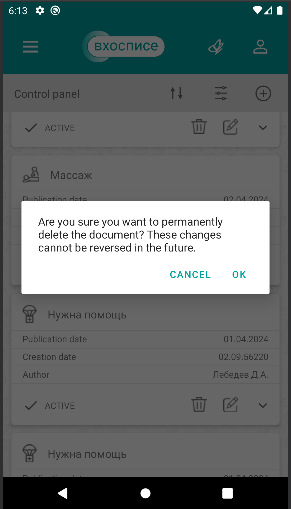 6:13
вхосписе
Control panel
ACTIVE
Массаж
Publication date 02.04.2024
Are you sure you want to permanently
delete the document? These changes
cannot be reversed in the future.
CANCEL OK
Нужна помощь
Publication date 01.04.2024
Creation date 02.09.56220
Author Лебедев Д.А.
ACTIVE
Нужна помощь